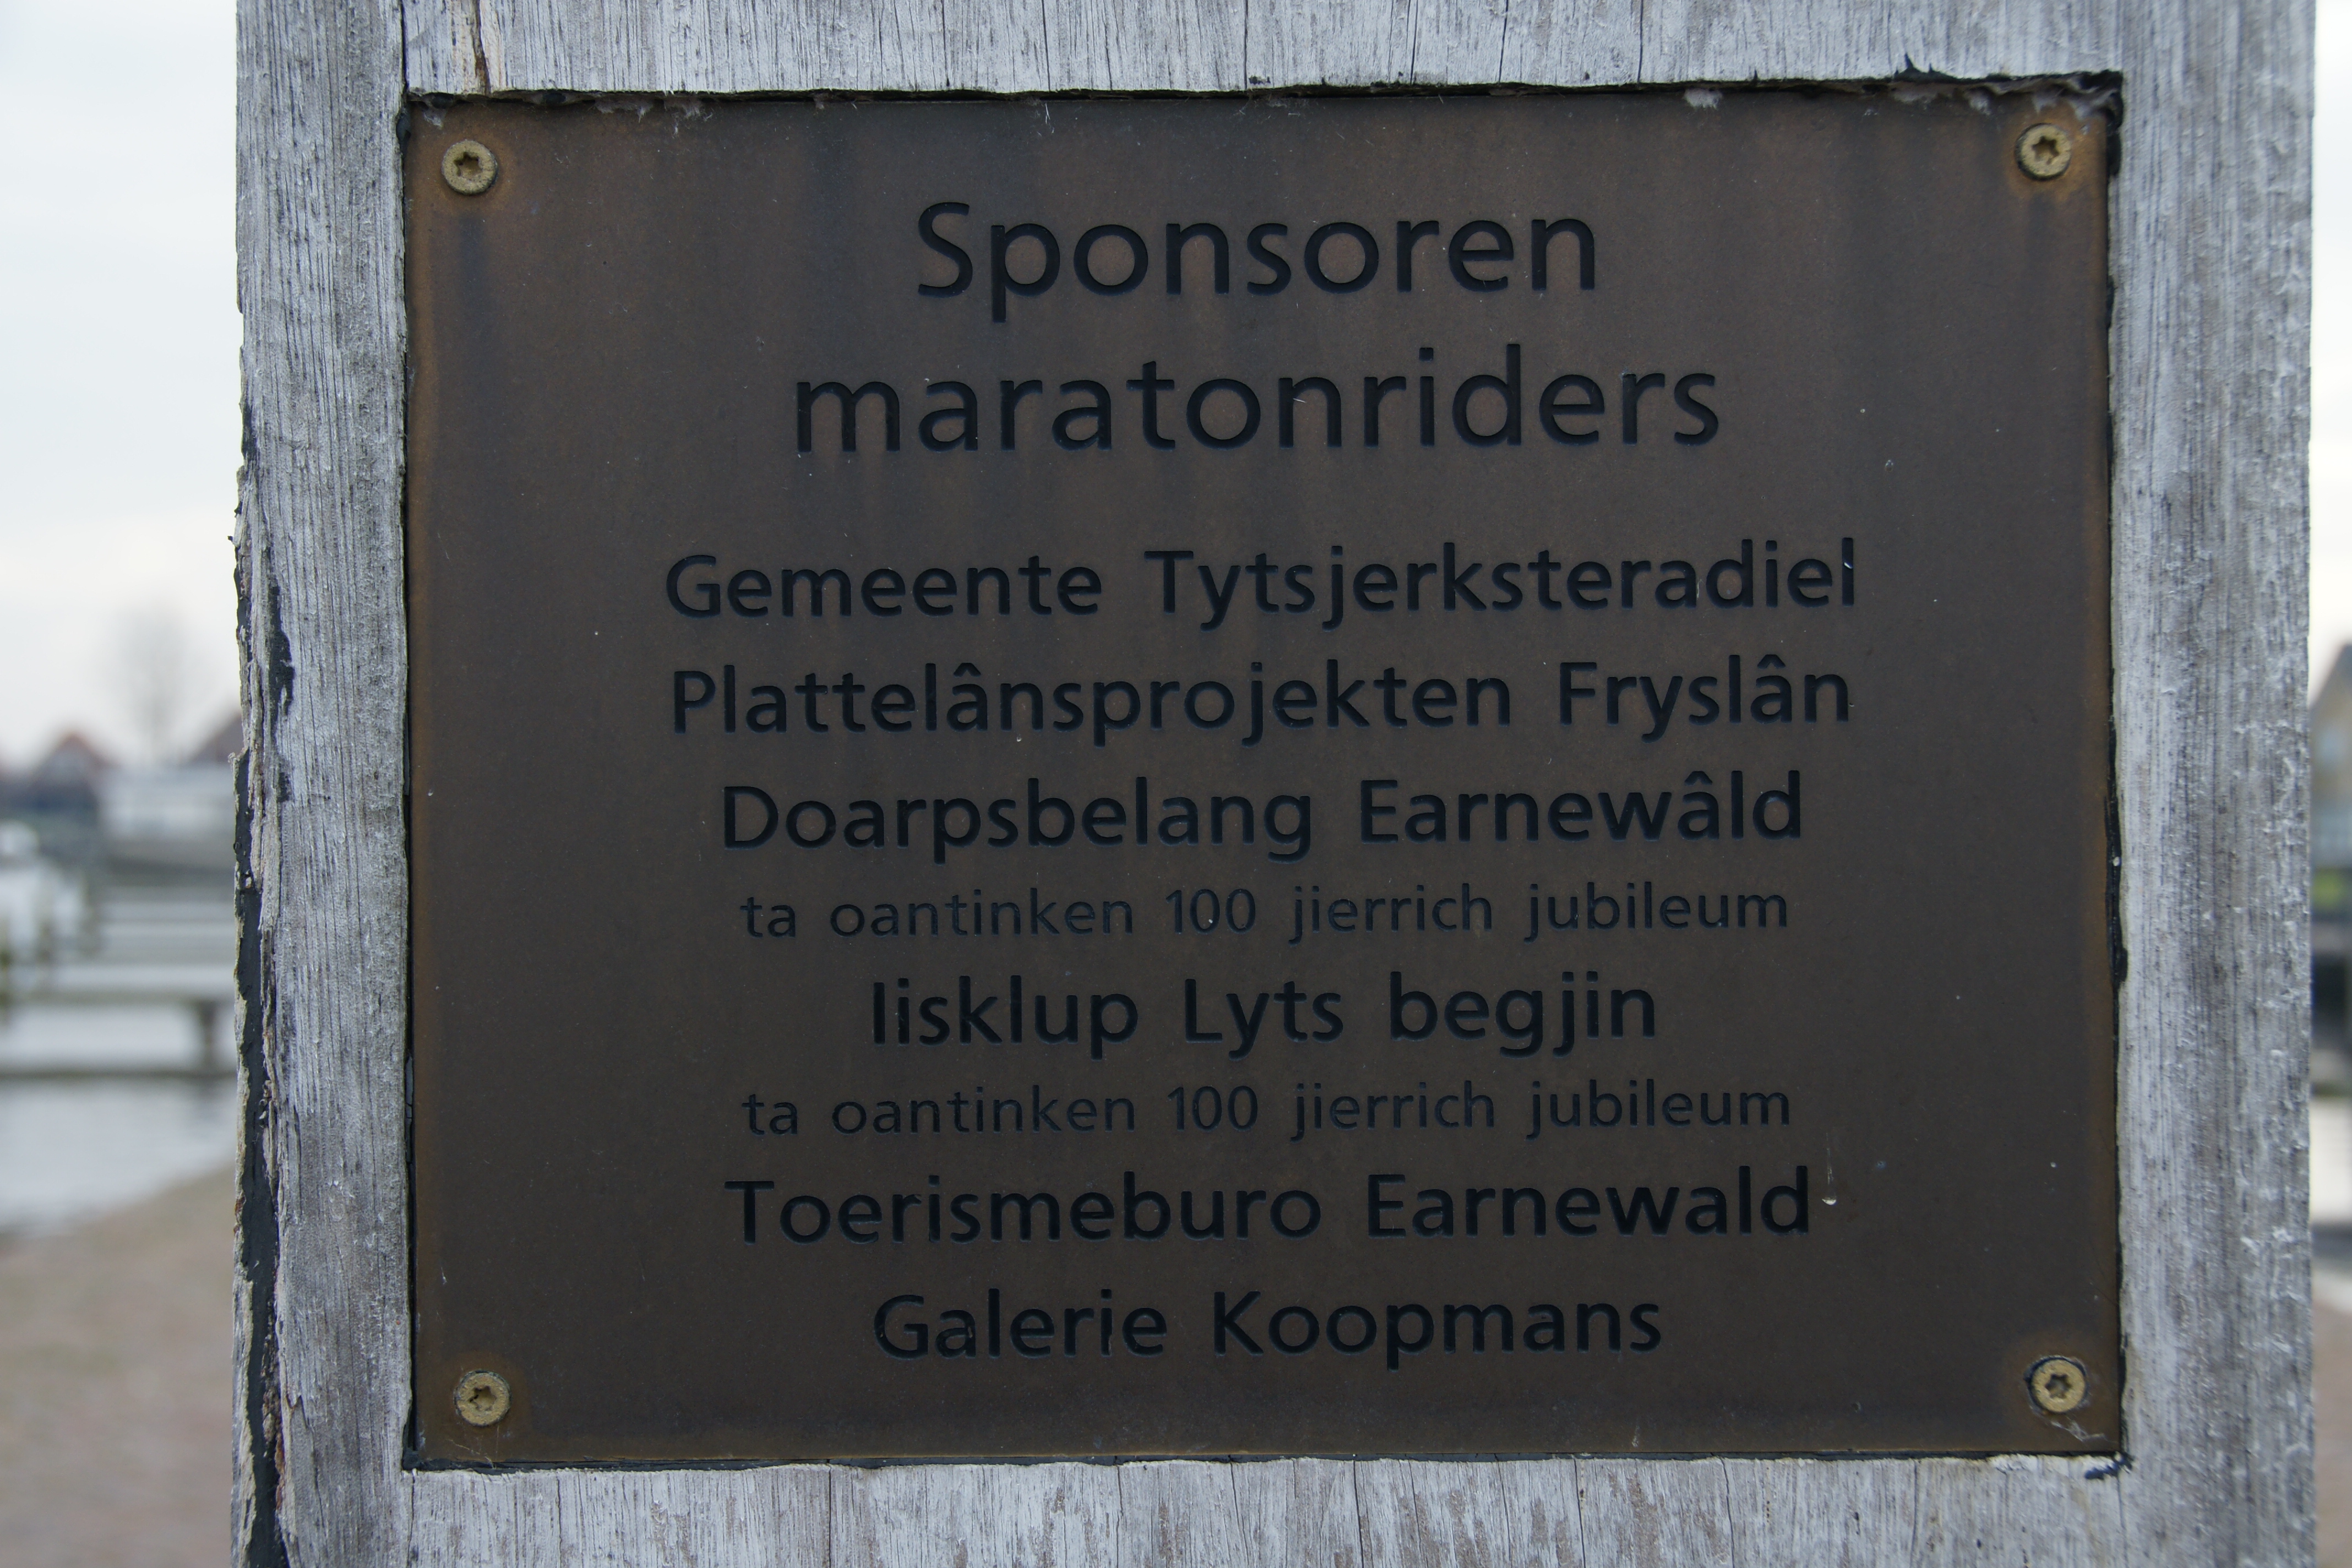 Sponsoren
maratonriders
Gemeente Tytsjerksteradiel
Plattelânsprojekten Fryslân
Doarpsbelang Earnewâld
ta oantinken 100 jierrich jubileum
Iisklup Lyts begjin
ta oantinken 100 jierrich jubileum
Toerismeburo Earnewald
Galerie Koopmans